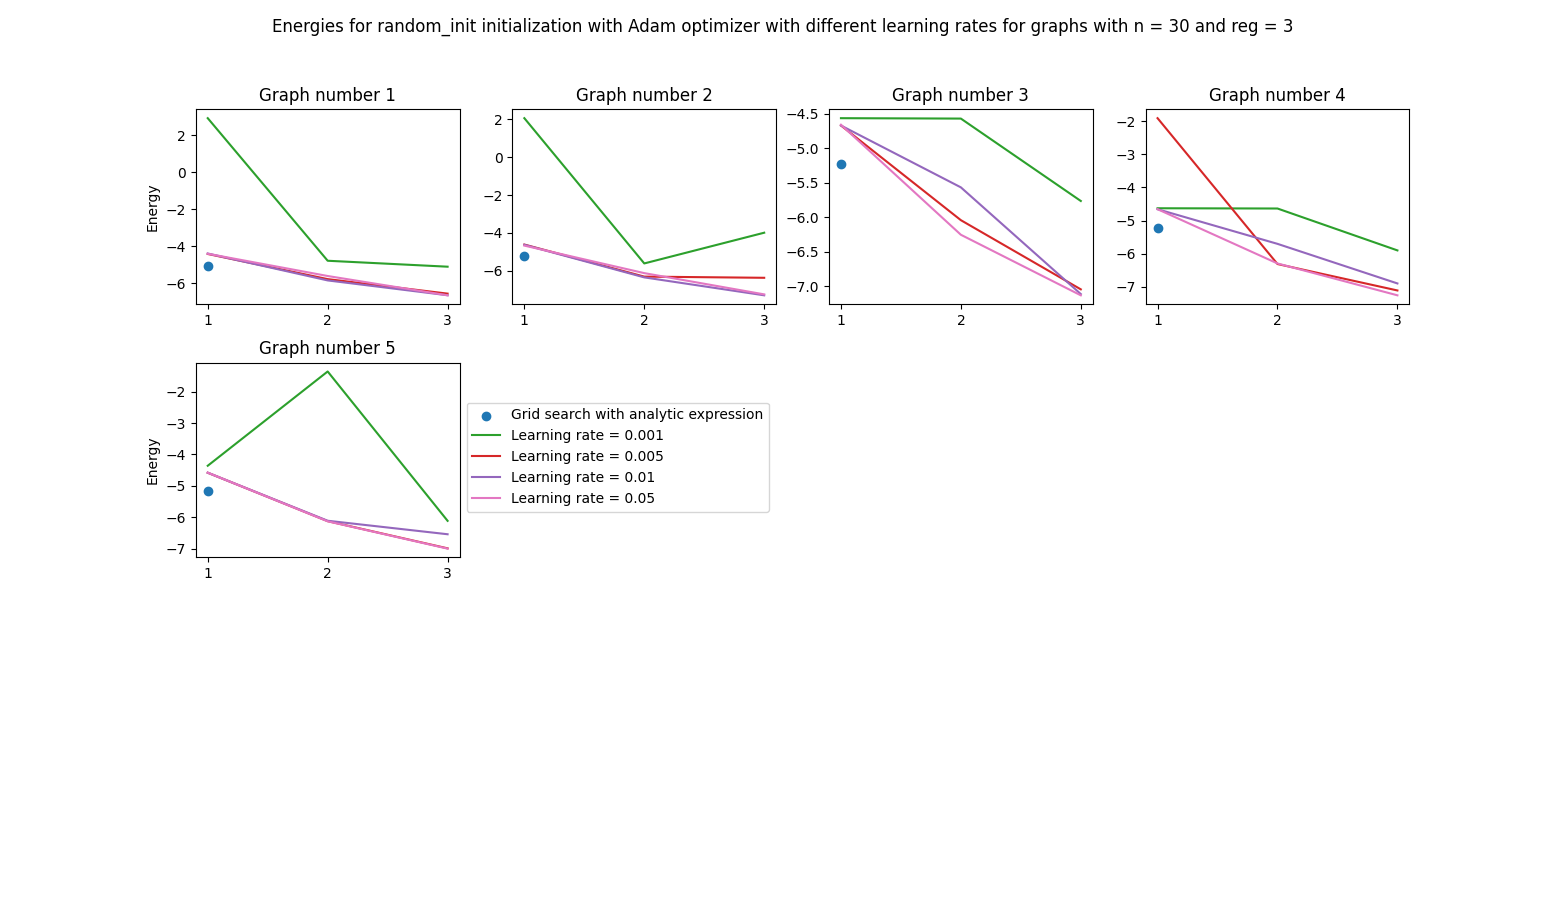 Energies for random_init initialization with Adam optimizer with different learning rates for graphs with n = 30 and reg = 3
Graph number 1
Energy
2
0
−2
−4
−6
1 2 3
Graph number 2
2
0
−2
−4
−6
1 2 3
Graph number 3
−4.5
−5.0
−5.5
−6.0
−6.5
−7.0
1 2 3
Graph number 4
−2
−3
−4
−5
−6
−7
1 2 3
Graph number 5
Energy
−2
−3
−4
−5
−6
−7
1 2 3
Grid search with analytic expression
Learning rate = 0.001
Learning rate = 0.005
Learning rate = 0.01
Learning rate = 0.05